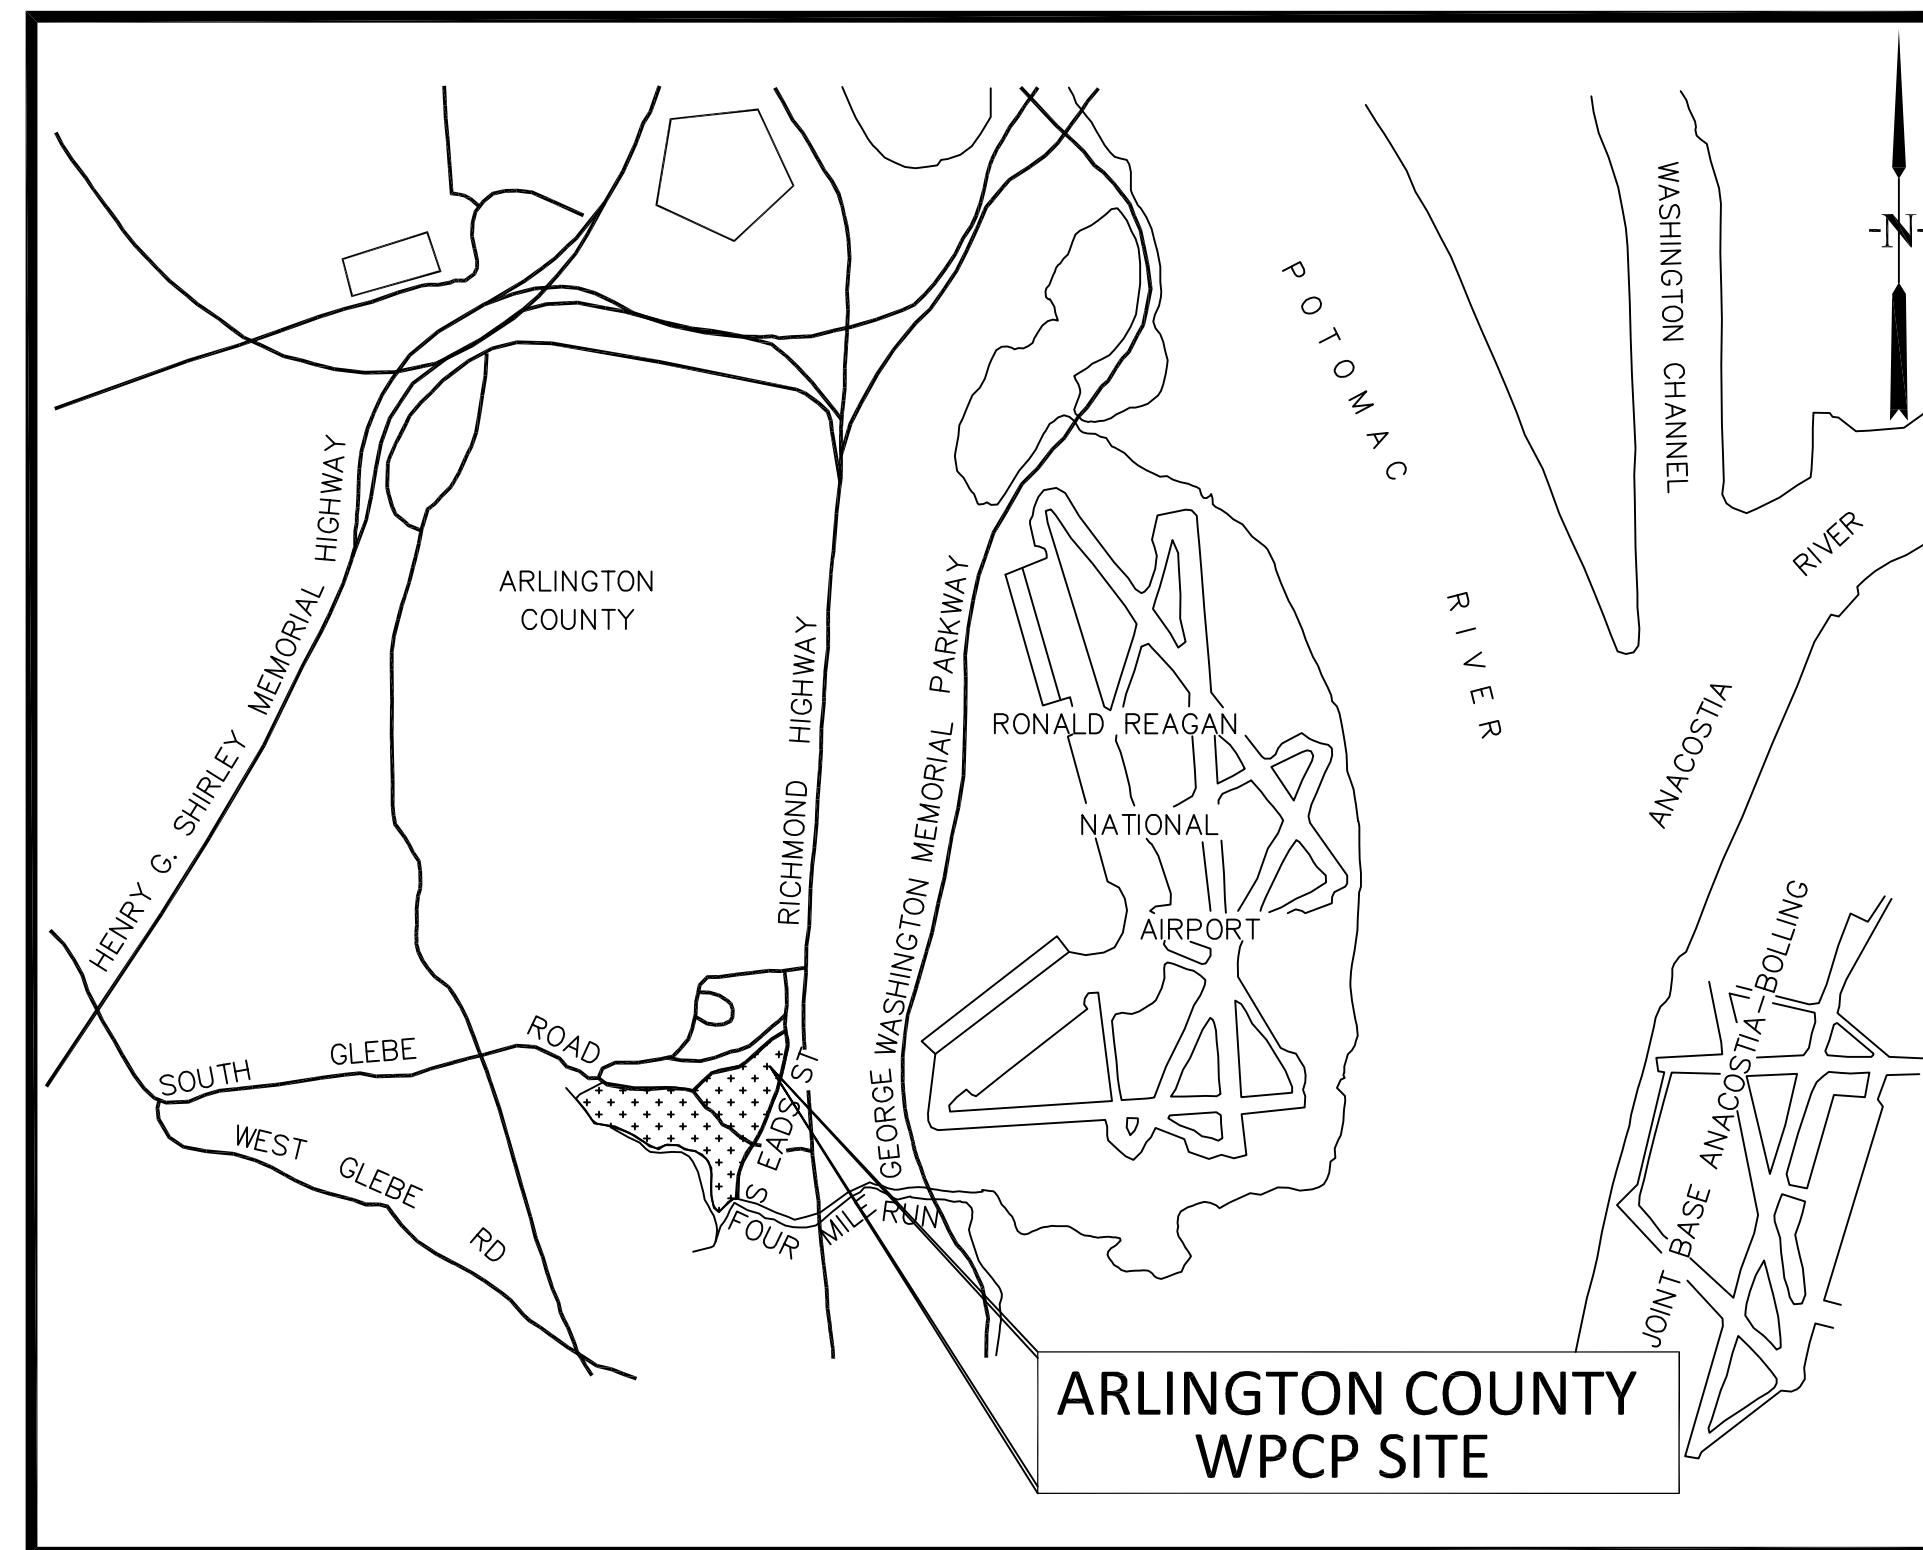 N
WASHINGTON CHANNEL
POTOMAC
RIVER
RIVER
ANACOSTIA
HENRY G. SHIRLEY MEMORIAL HIGHWAY
ARLINGTON
COUNTY
RICHMOND HIGHWAY
GEORGE WASHINGTON MEMORIAL PARKWAY
RONALD REAGAN
NATIONAL
AIRPORT
JOINT BASE ANACOSTIA-BOLLING
SOUTH GLEBE ROAD
WEST GLEBE RD
S EADS ST
FOUR MILE RUN
ARLINGTON COUNTY
WPCP SITE